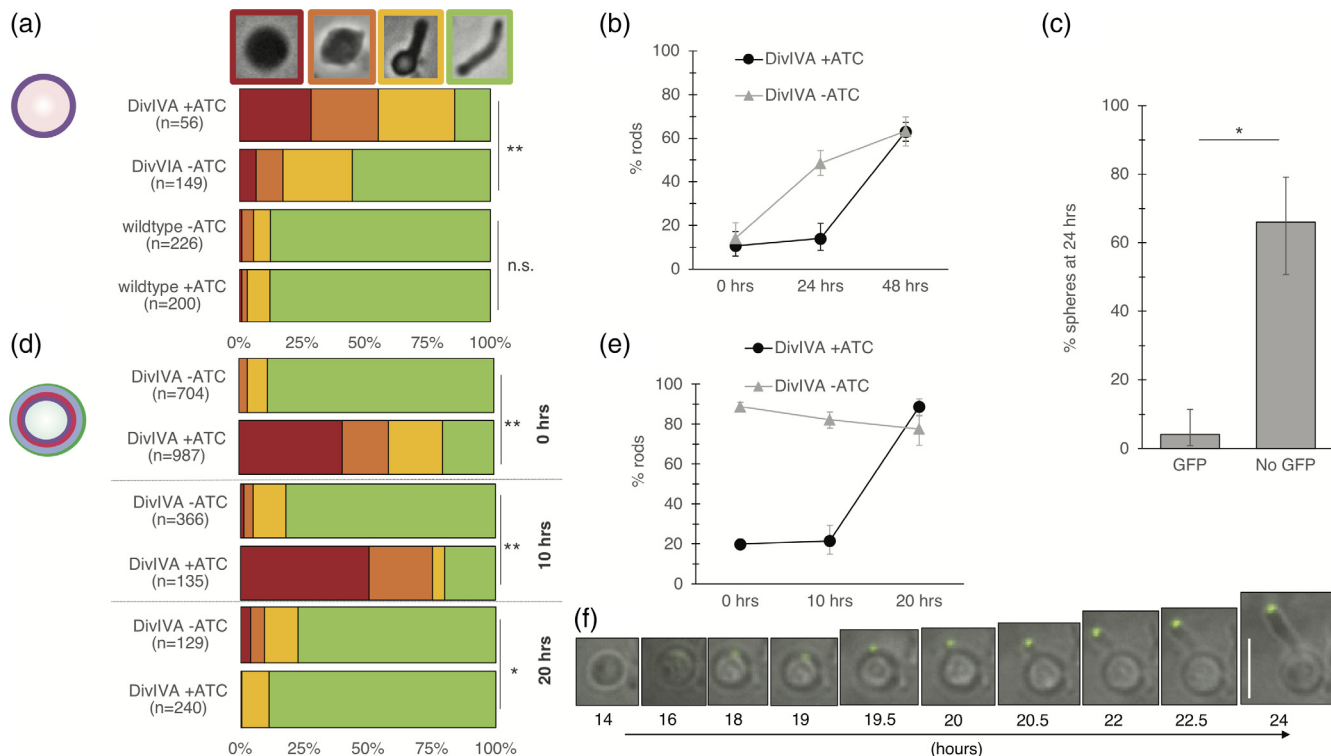 (a)
DivIVA +ATC
(n=56)
DivVIA -ATC
(n=149)
wildtype -ATC
(n=226)
wildtype +ATC
(n=200)
**
n.s.
0% 25% 50% 75% 100%
(b)
DivIVA +ATC
DivIVA -ATC
% rods
100
80
60
40
20
0
0 hrs 24 hrs 48 hrs
(c)
% spheres at 24 hrs
100
80
60
40
20
0
*
GFP No GFP
(d)
DivIVA -ATC
(n=704)
DivIVA +ATC
(n=987)
** 0 hrs
DivIVA -ATC
(n=366)
DivIVA +ATC
(n=135)
** 10 hrs
DivIVA -ATC
(n=129)
DivIVA +ATC
(n=240)
* 20 hrs
0% 25% 50% 75% 100%
(e)
DivIVA +ATC
DivIVA -ATC
% rods
100
80
60
40
20
0
0 hrs 10 hrs 20 hrs
(f)
14 16 18 19 19.5 20 20.5 22 22.5 24
(hours)